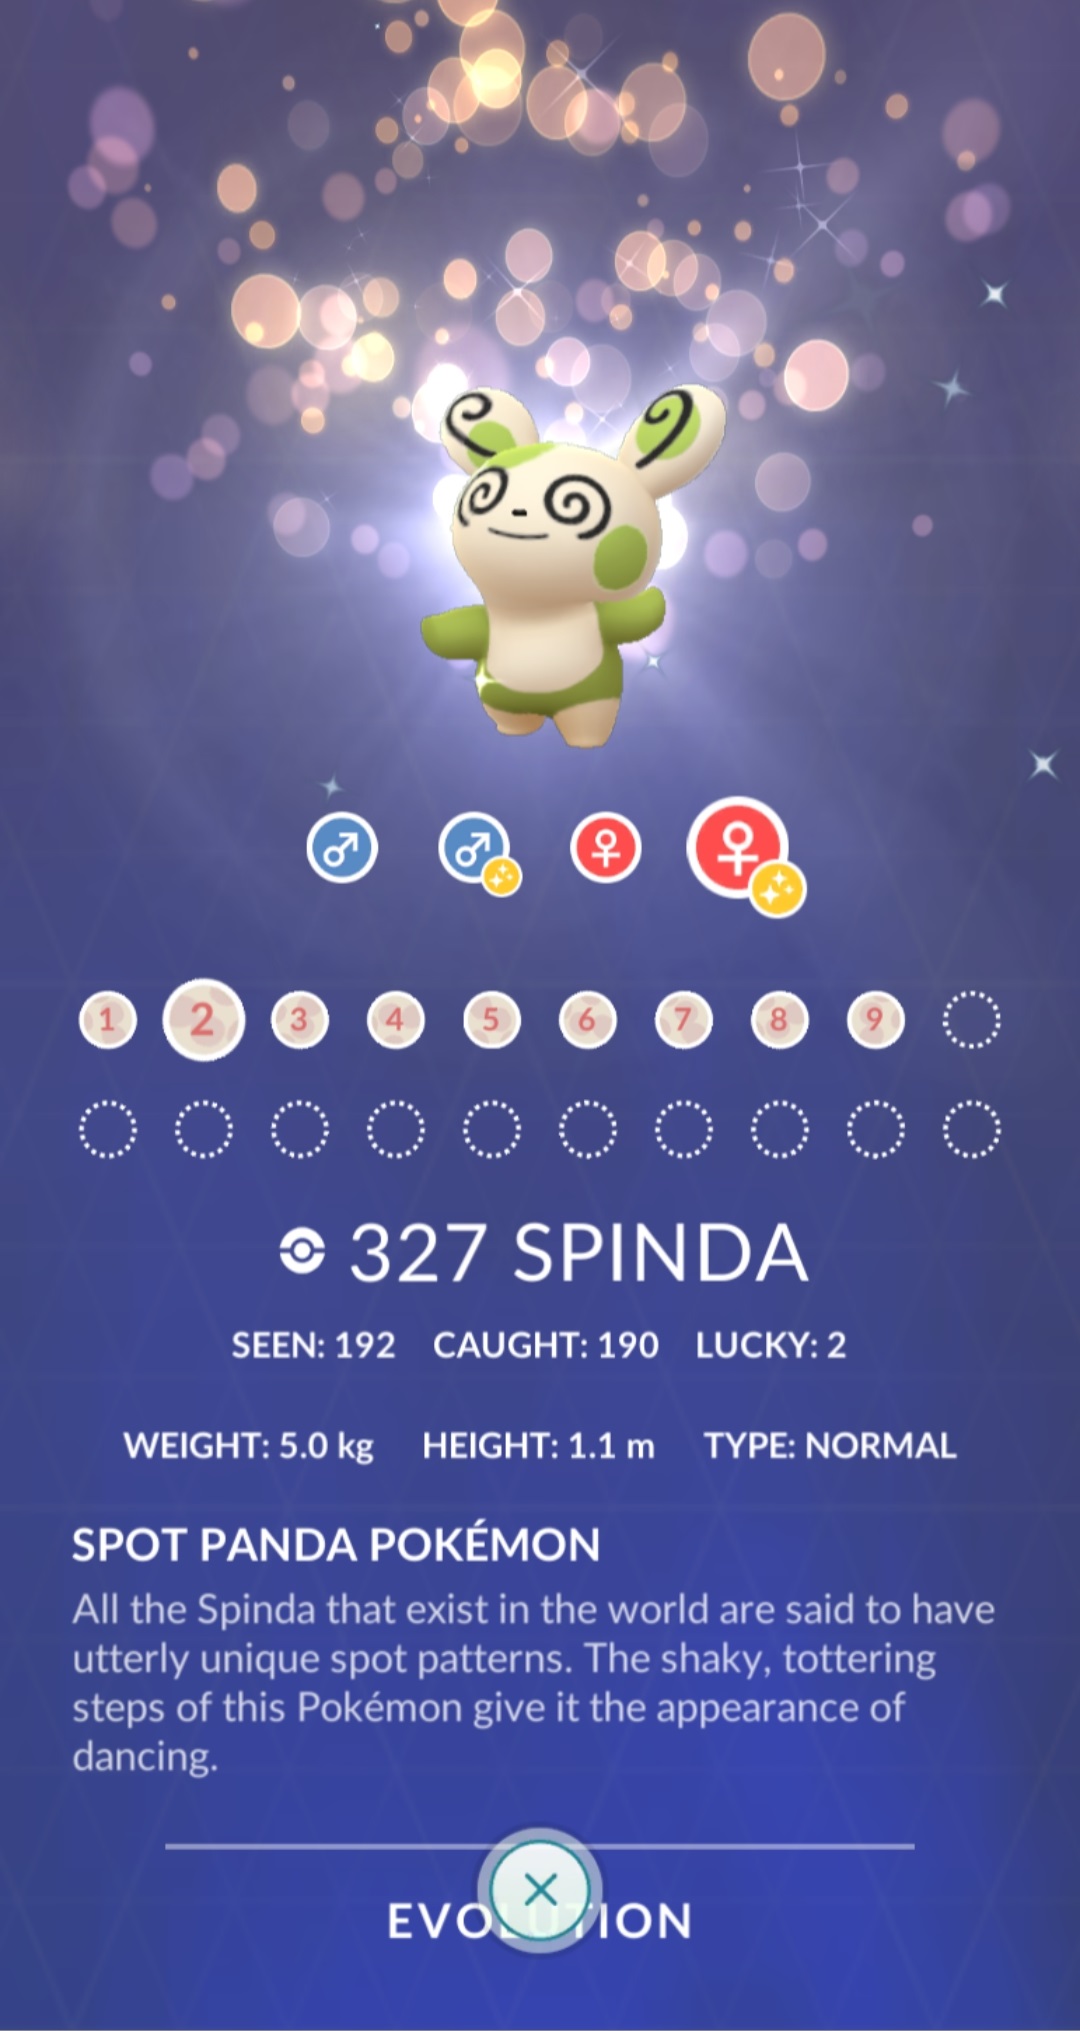 1 2 3 4 5 6 7 8 9
327 SPINDA
SEEN: 192 CAUGHT: 190 LUCKY: 2
WEIGHT: 5.0 kg HEIGHT: 1.1 m TYPE: NORMAL
SPOT PANDA POKÉMON
All the Spinda that exist in the world are said to have
utterly unique spot patterns. The shaky, tottering
steps of this Pokémon give it the appearance of
dancing.
EVOLUTION